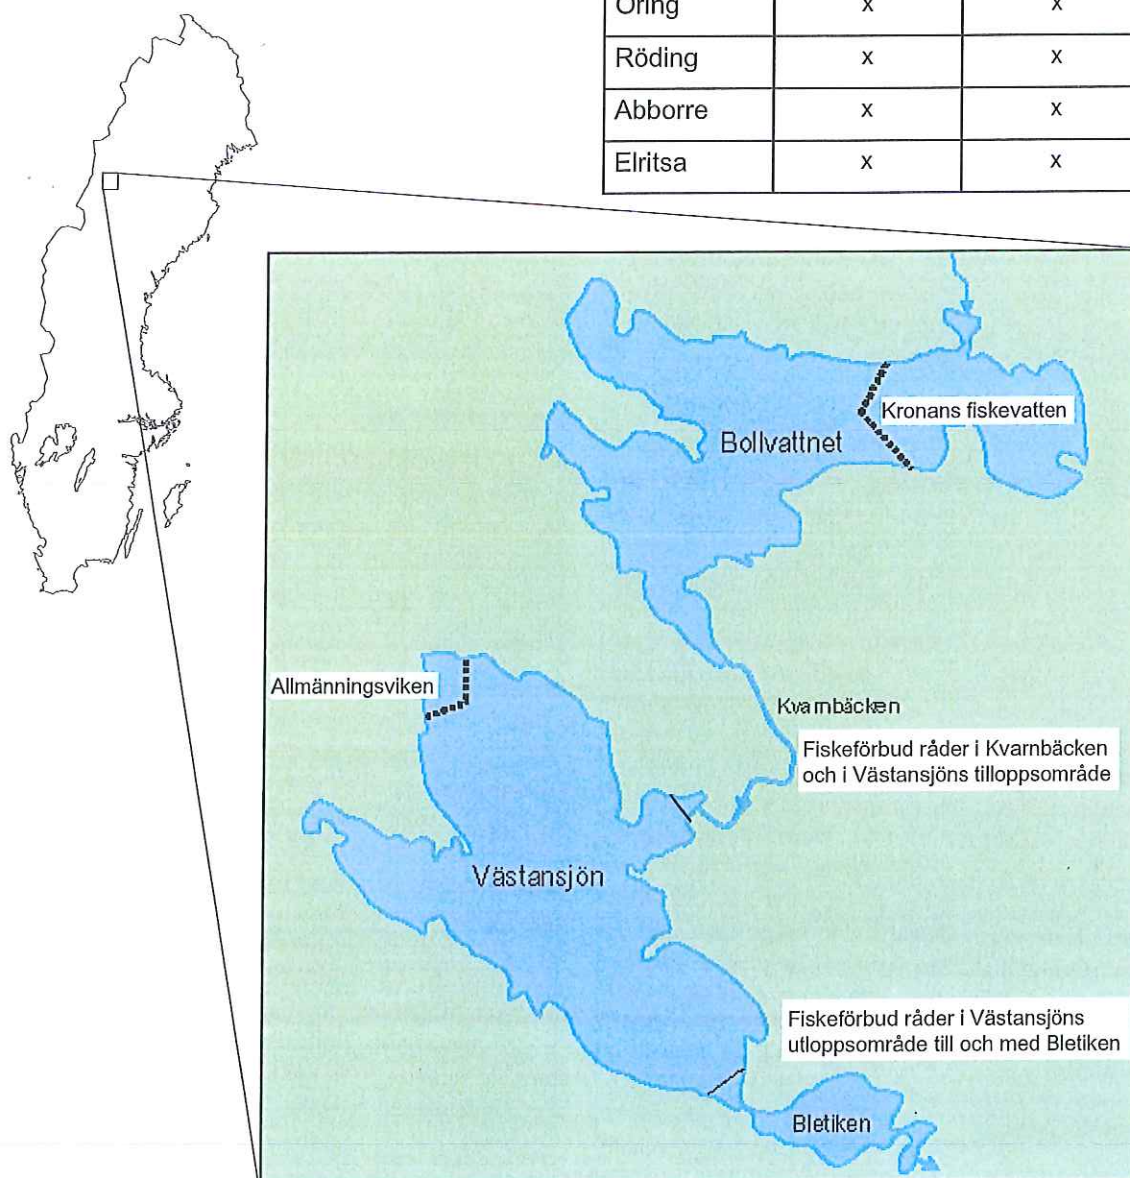 Öring x x
Röding x x
Abborre x x
Elritsa x x
Kronans fiskevatten
Bollvattnet
Allmänningsviken
Kvarnbäcken
Fiskeförbud råder i Kvarnbäcken
och i Västansjöns tilloppsområde
Västansjön
Fiskeförbud råder i Västansjöns
utloppsområde till och med Bletiken
Bletiken